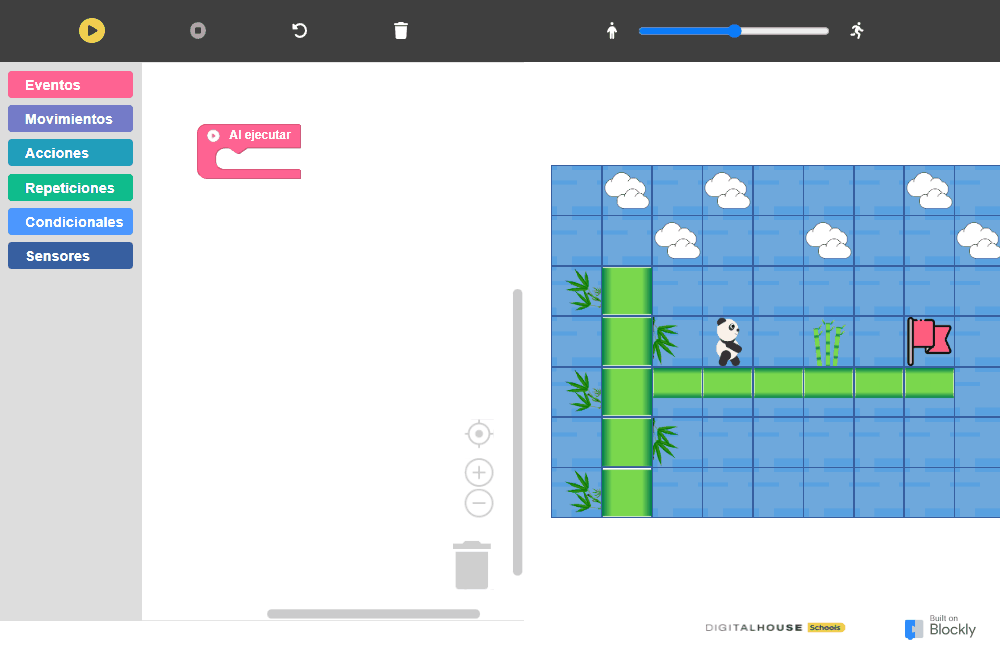 Eventos
Movimientos
Acciones
Repeticiones
Condicionales
Sensores
Al ejecutar
DIGITALHOUSE Schools
Built on
Blockly